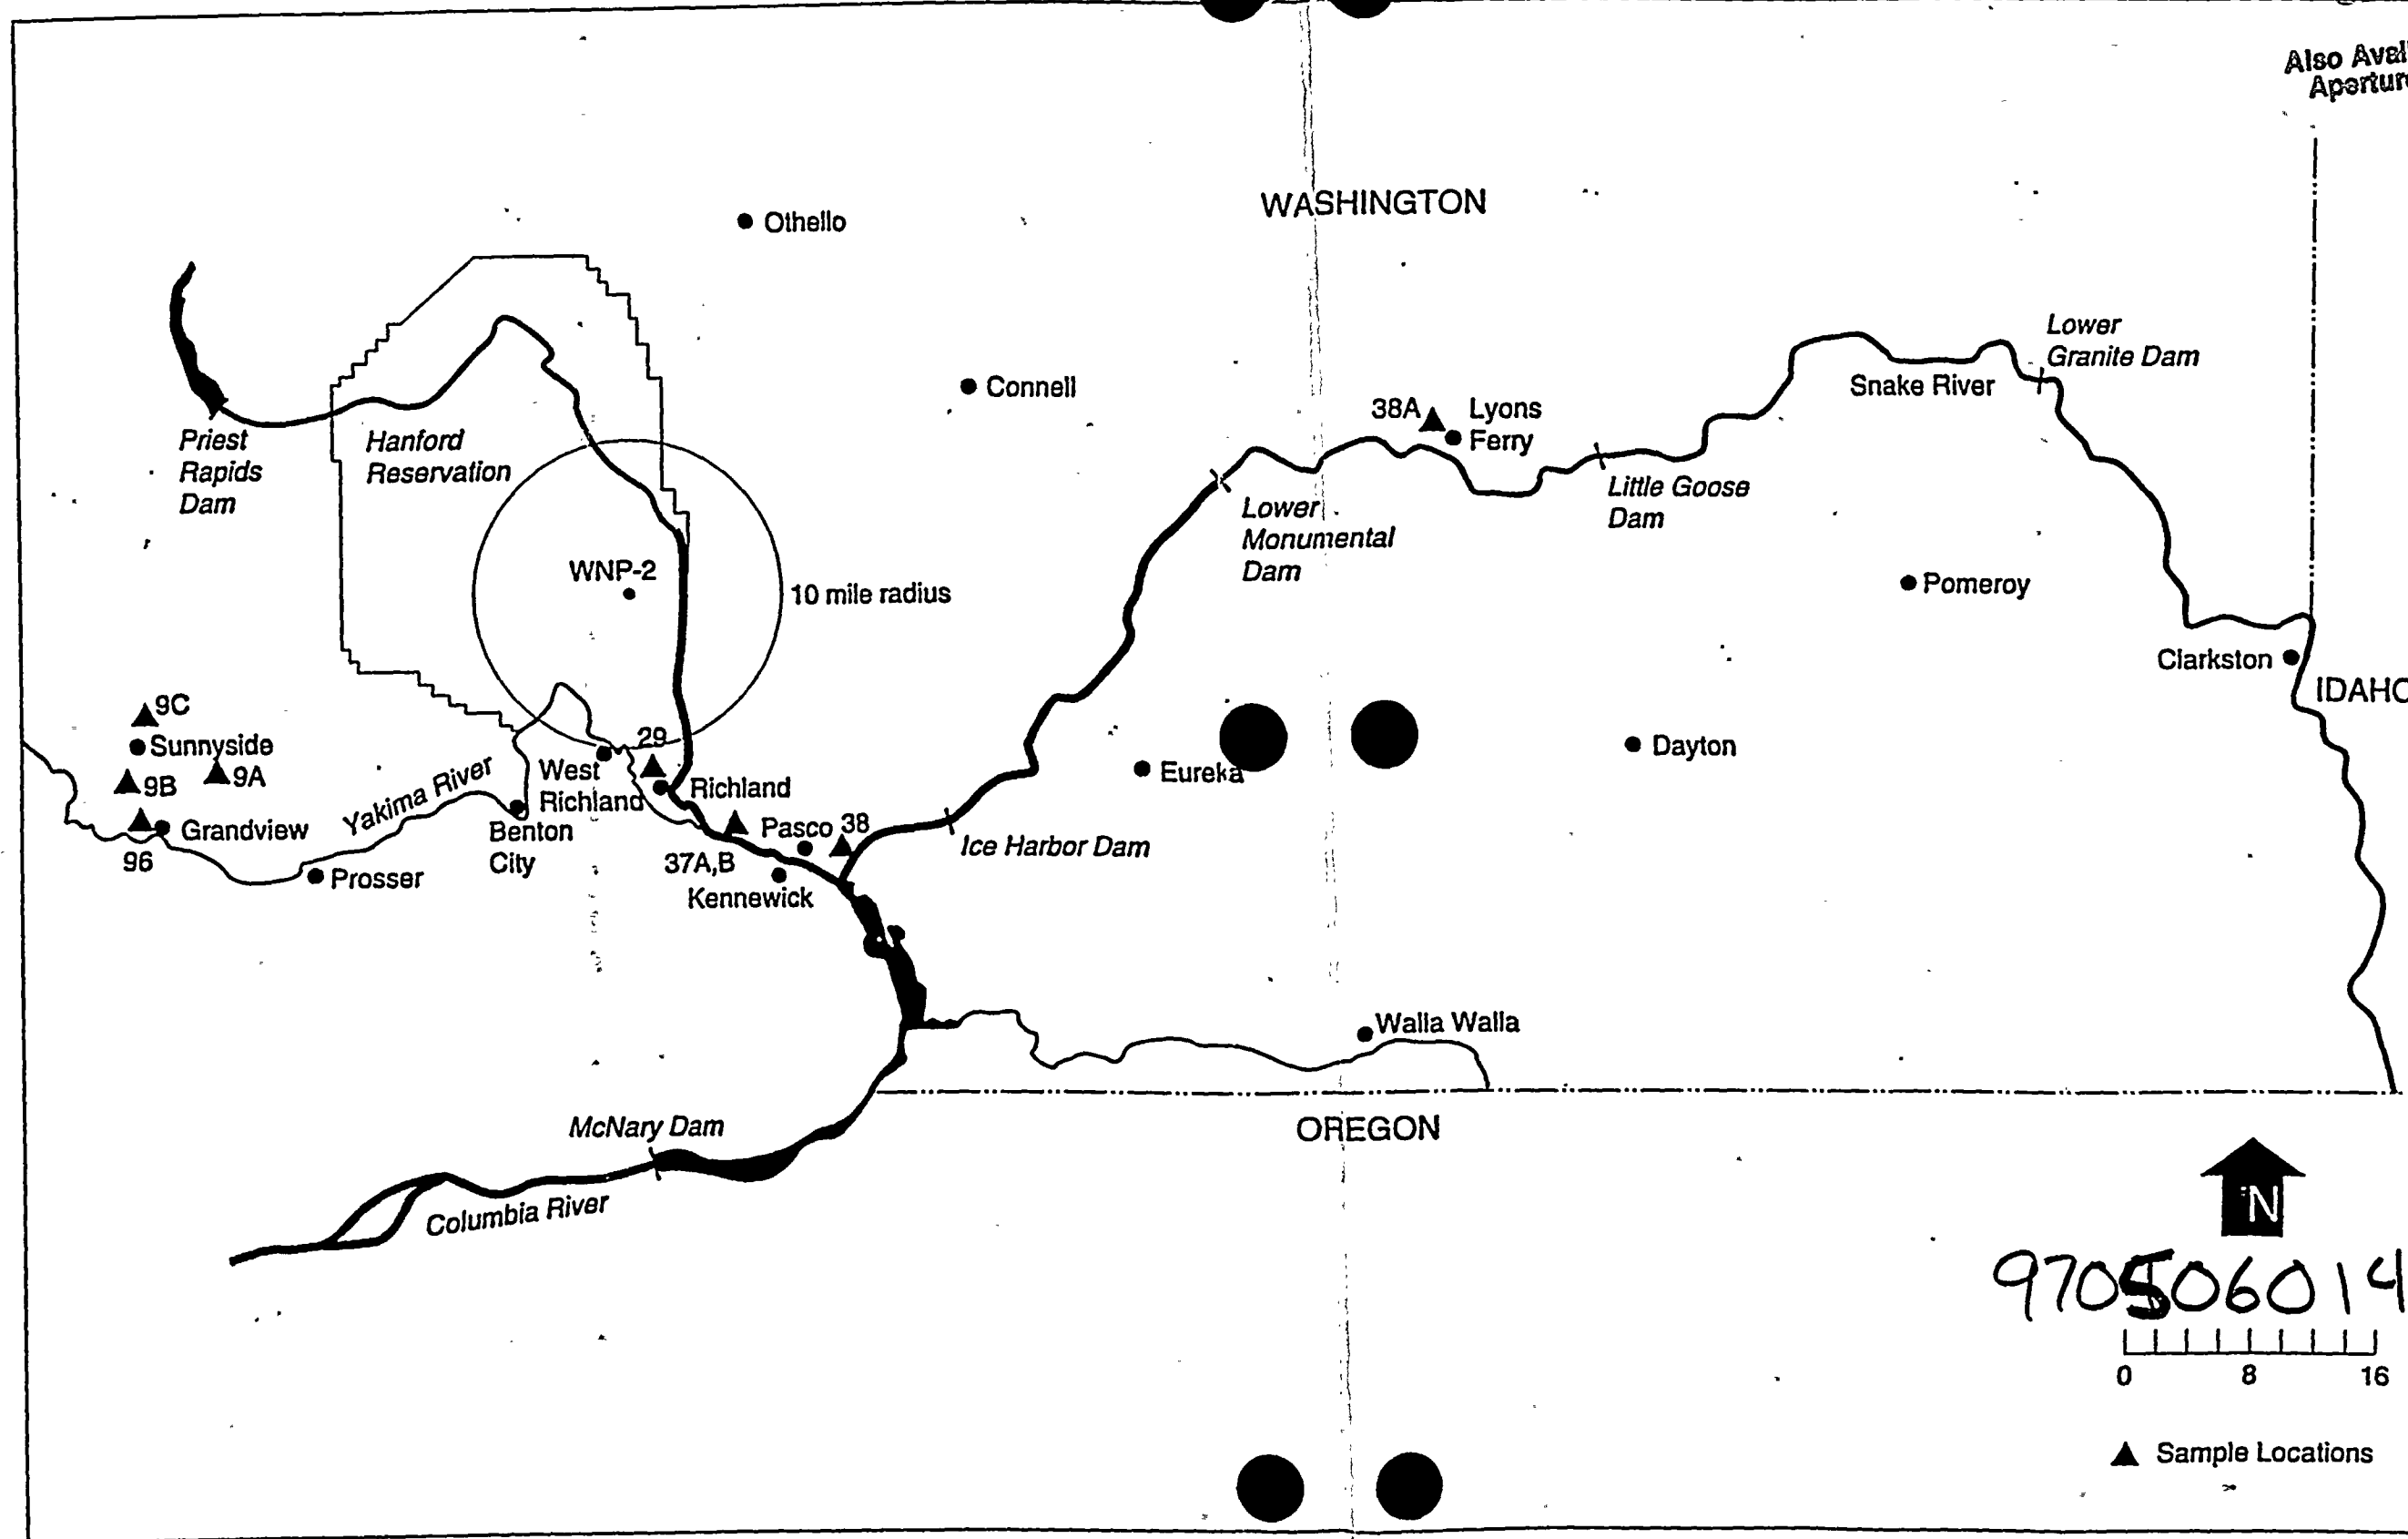 Also Avail
Aperture
WASHINGTON
Othello
Lower
Granite Dam
Connell
Snake River
38A
Lyons
Ferry
Priest
Rapids
Dam
Hanford
Reservation
Little Goose
Dam
Lower
Monumental
Dam
WNP-2
10 mile radius
Pomeroy
Clarkston
IDAHO
9C
Sunnyside
9A
9B
29
West
Richland
Richland
Dayton
Eureka
Yakima River
Grandview
96
Benton
City
Pasco
38
37A,B
Ice Harbor Dam
Prosser
Kennewick
Walla Walla
McNary Dam
OREGON
Columbia River
N
970506014
0 8 16
Sample Locations